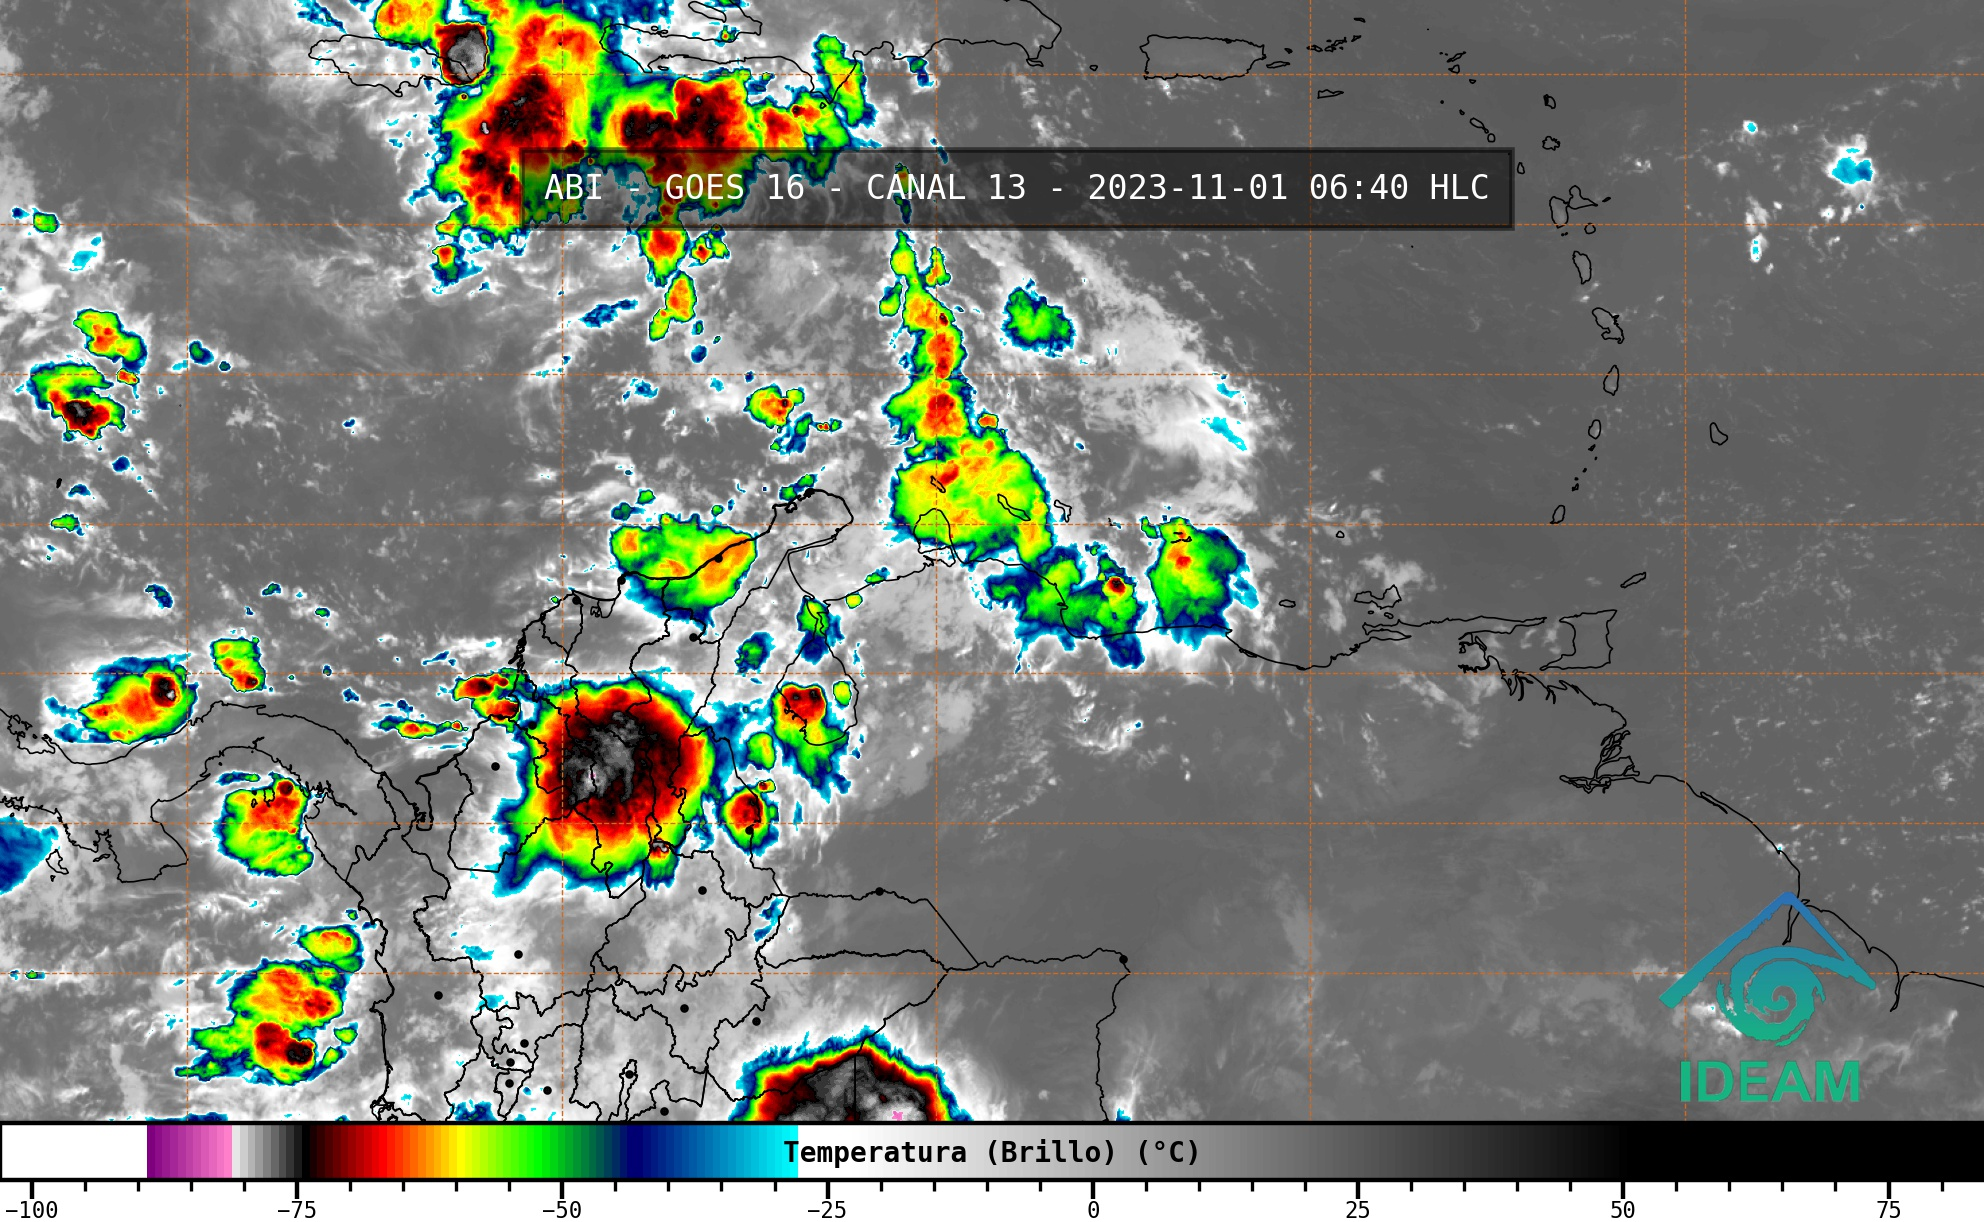 ABI - GOES 16 - CANAL 13 - 2023-11-01 06:40 HLC
IDEAM
Temperatura (Brillo) (°C)
−100 −75 −50 −25 0 25 50 75